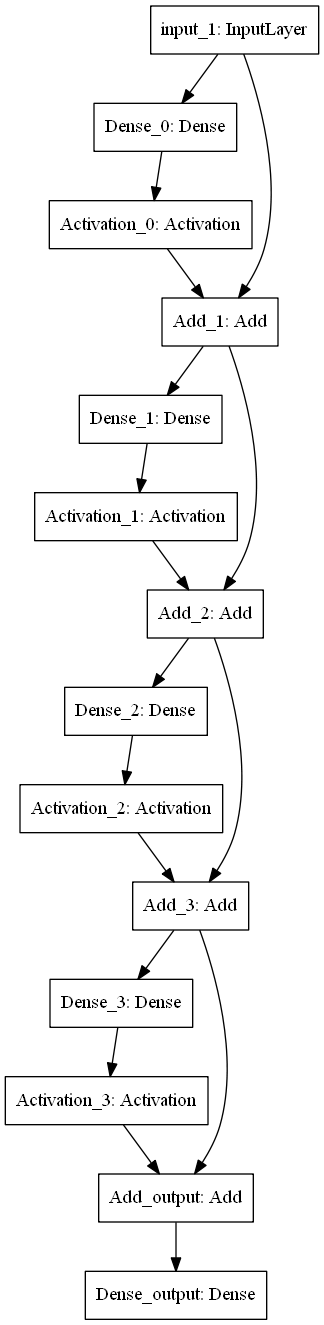 input_1: InputLayer
Dense_0: Dense
Activation_0: Activation
Add_1: Add
Dense_1: Dense
Activation_1: Activation
Add_2: Add
Dense_2: Dense
Activation_2: Activation
Add_3: Add
Dense_3: Dense
Activation_3: Activation
Add_output: Add
Dense_output: Dense